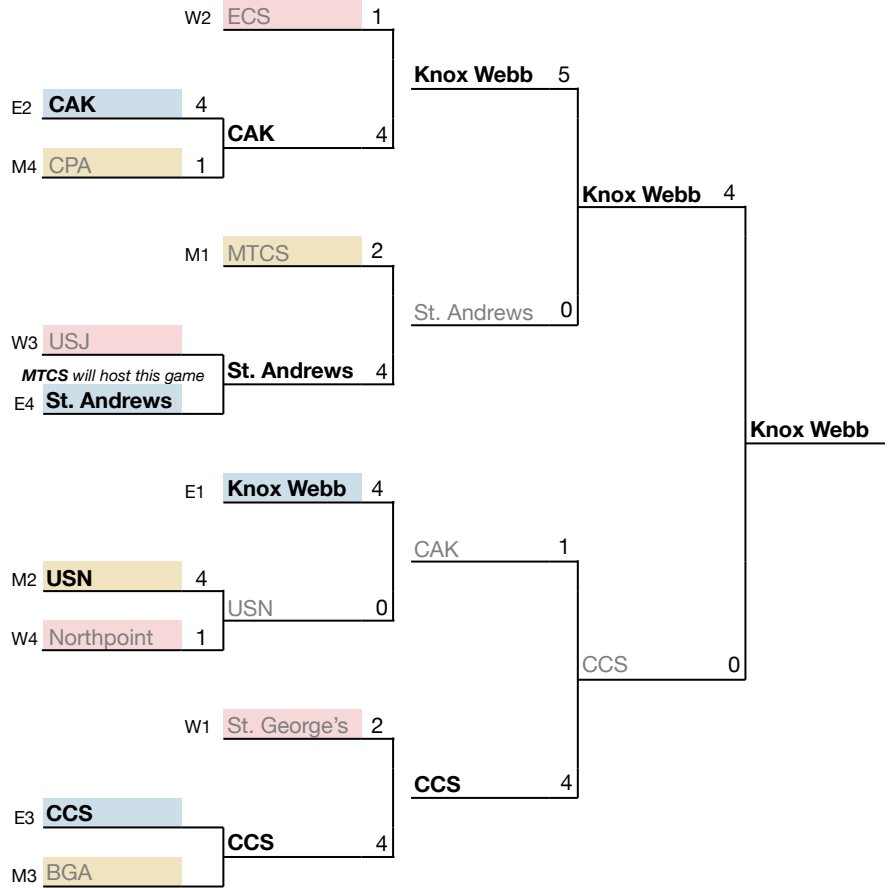 W2 ECS 1
Knox Webb 5
E2 CAK 4
CAK 4
M4 CPA 1
Knox Webb 4
M1 MTCS 2
St. Andrews 0
W3 USJ
MTCS will host this game
St. Andrews 4
E4 St. Andrews
Knox Webb
E1 Knox Webb 4
CAK 1
M2 USN 4
USN 0
W4 Northpoint 1
CCS 0
W1 St. George's 2
CCS 4
E3 CCS
CCS 4
M3 BGA